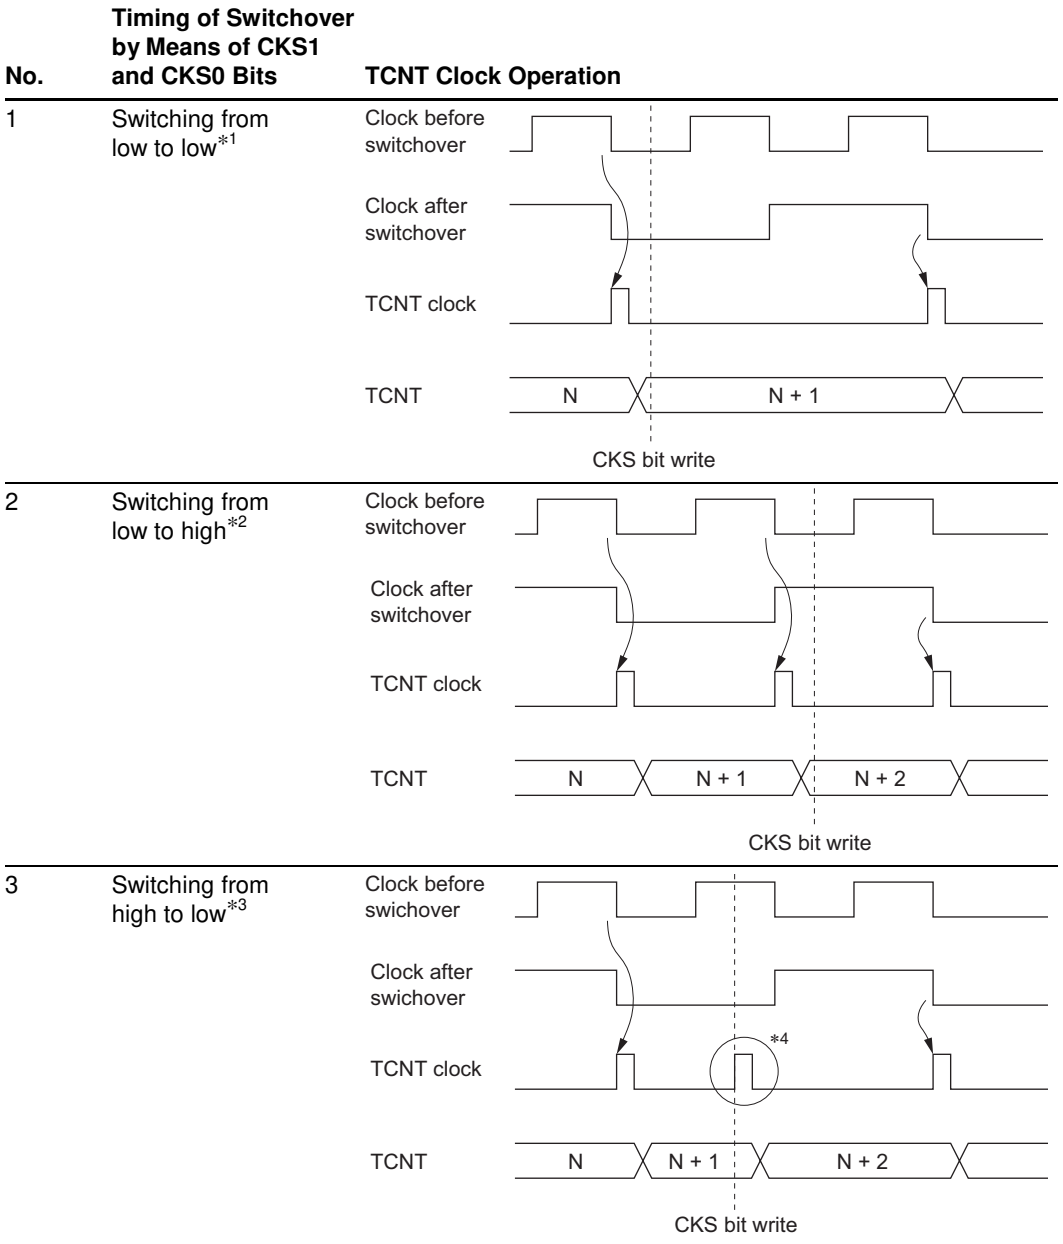 No.
Timing of Switchover
by Means of CKS1
and CKS0 Bits
TCNT Clock Operation
1
Switching from
low to low*1
Clock before
switchover
Clock after
switchover
TCNT clock
TCNT
N
N + 1
CKS bit write
2
Switching from
low to high*2
Clock before
switchover
Clock after
switchover
TCNT clock
TCNT
N
N + 1
N + 2
CKS bit write
3
Switching from
high to low*3
Clock before
swichover
Clock after
swichover
*4
TCNT clock
TCNT
N
N + 1
N + 2
CKS bit write